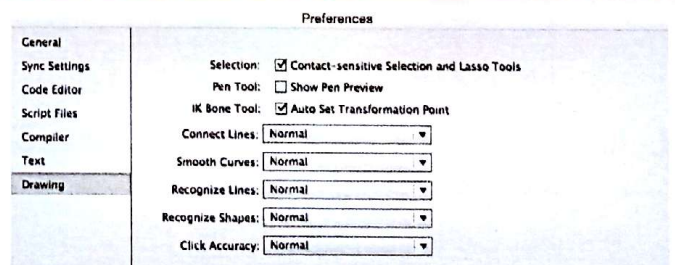 Preferences
General
Sync Settings
Code Editor
Script Files
Compiler
Text
Drawing
Selection: Contact-sensitive Selection and Lasso Tools
Pen Tool: Show Pen Preview
IK Bone Tool: Auto Set Transformation Point
Connect Lines: Normal
Smooth Curves: Normal
Recognize Lines: Normal
Recognize Shapes: Normal
Click Accuracy: Normal